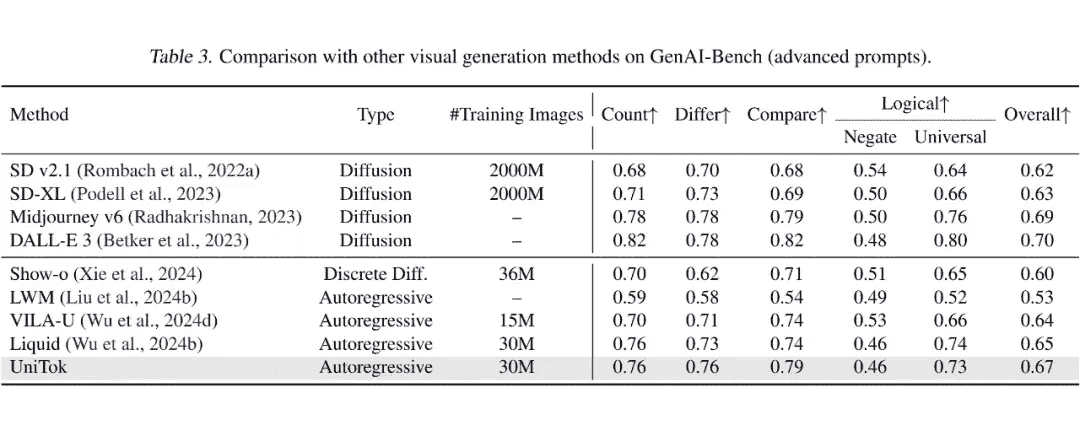 Table 3. Comparison with other visual generation methods on GenAI-Bench (advanced prompts).
Method Type #Training Images Count↑ Differ↑ Compare↑ Logical↑ Overall↑
Negate Universal
SD v2.1 (Rombach et al., 2022a) Diffusion 2000M 0.68 0.70 0.68 0.54 0.64 0.62
SD-XL (Podell et al., 2023) Diffusion 2000M 0.71 0.73 0.69 0.50 0.66 0.63
Midjourney v6 (Radhakrishnan, 2023) Diffusion – 0.78 0.78 0.79 0.50 0.76 0.69
DALL-E 3 (Betker et al., 2023) Diffusion – 0.82 0.78 0.82 0.48 0.80 0.70
Show-o (Xie et al., 2024) Discrete Diff. 36M 0.70 0.62 0.71 0.51 0.65 0.60
LWM (Liu et al., 2024b) Autoregressive – 0.59 0.58 0.54 0.49 0.52 0.53
VILA-U (Wu et al., 2024d) Autoregressive 15M 0.70 0.71 0.74 0.53 0.66 0.64
Liquid (Wu et al., 2024b) Autoregressive 30M 0.76 0.73 0.74 0.46 0.74 0.65
UniTok Autoregressive 30M 0.76 0.76 0.79 0.46 0.73 0.67